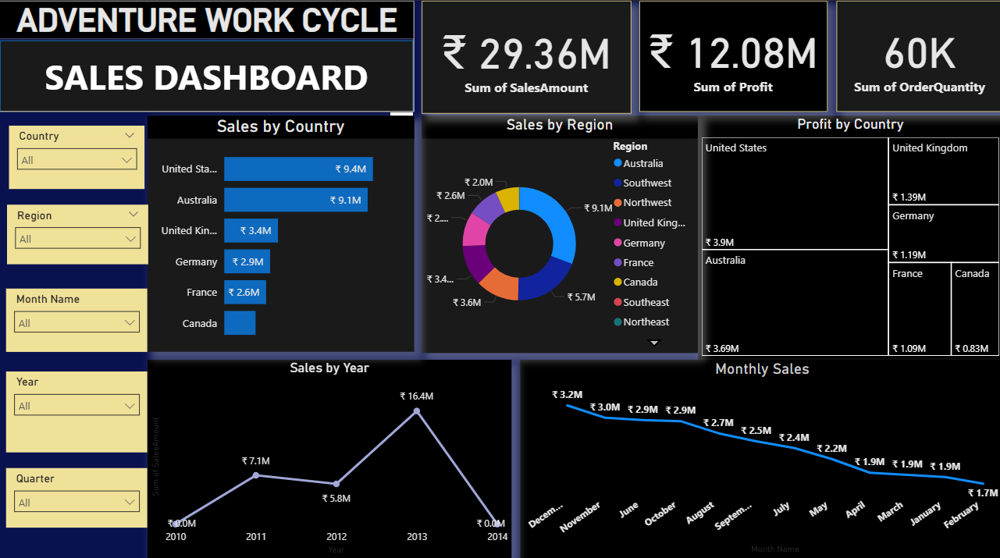 ADVENTURE WORK CYCLE
SALES DASHBOARD
₹ 29.36M
Sum of SalesAmount
₹ 12.08M
Sum of Profit
60K
Sum of OrderQuantity
Country
All
Region
All
Month Name
All
Year
All
Quarter
All
Sales by Country
United Sta...
₹ 9.4M
Australia
₹ 9.1M
United Kin...
₹ 3.4M
Germany
₹ 2.9M
France
₹ 2.6M
Canada
Sales by Region
₹ 9.1M
₹ 5.7M
₹ 3.6M
₹ 3.4...
₹ 2....
₹ 2.6M
₹ 2.0M
Region
Australia
Southwest
Northwest
United King...
Germany
France
Canada
Southeast
Northeast
Profit by Country
United States
₹ 3.9M
Australia
₹ 3.69M
United Kingdom
₹ 1.39M
Germany
₹ 1.19M
France
₹ 1.09M
Canada
₹ 0.83M
Sales by Year
Sum of SalesAmount
₹ 0.0M
₹ 7.1M
₹ 5.8M
₹ 16.4M
₹ 0.0M
2010
2011
2012
2013
2014
Year
Monthly Sales
₹ 3.2M
₹ 3.0M
₹ 2.9M
₹ 2.9M
₹ 2.7M
₹ 2.5M
₹ 2.4M
₹ 2.2M
₹ 1.9M
₹ 1.9M
₹ 1.9M
₹ 1.7M
Decem...
November
June
October
August
Septem...
July
May
April
March
January
February
Month Name